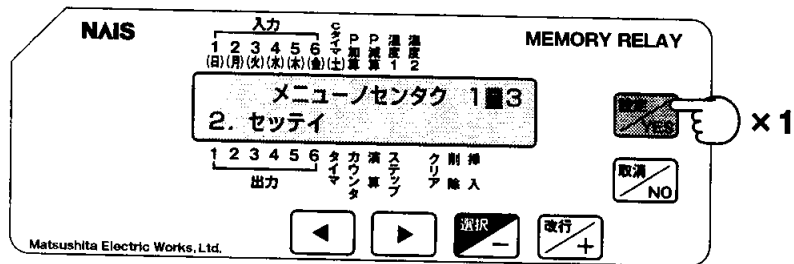 NAIS
MEMORY RELAY
入力
1 2 3 4 5 6 Cタイマ P加算 P減算 温度1 温度2
(日)(月)(火)(水)(木)(金)(土)
メニューノセンタク 1■3
2. セッテイ
1 2 3 4 5 6 タイマ カウンタ 演算 ステップ クリア 削除 挿入
出力
設定/YES
×1
取消/NO
選択/−
改行/+
Matsushita Electric Works, Ltd.